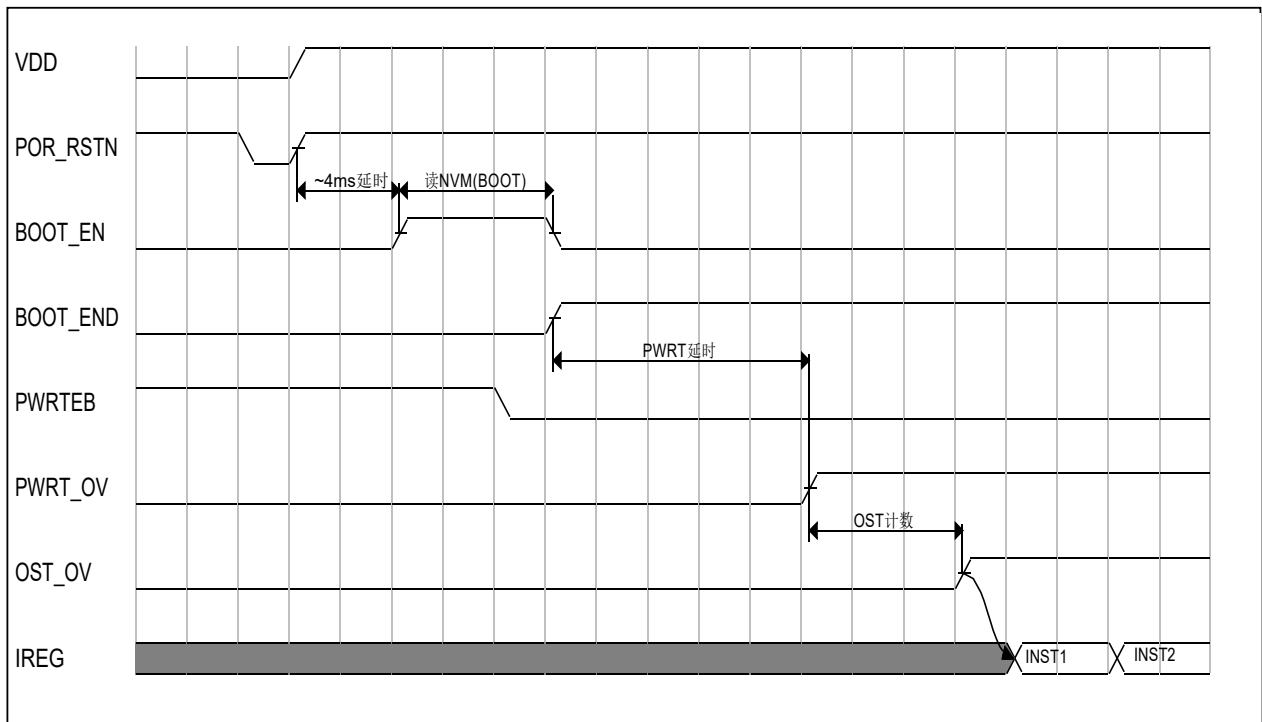 VDD
POR_RSTN
~4ms延时
读NVM(BOOT)
BOOT_EN
BOOT_END
PWRT延时
PWRTEB
PWRT_OV
OST计数
OST_OV
IREG
INST1
INST2